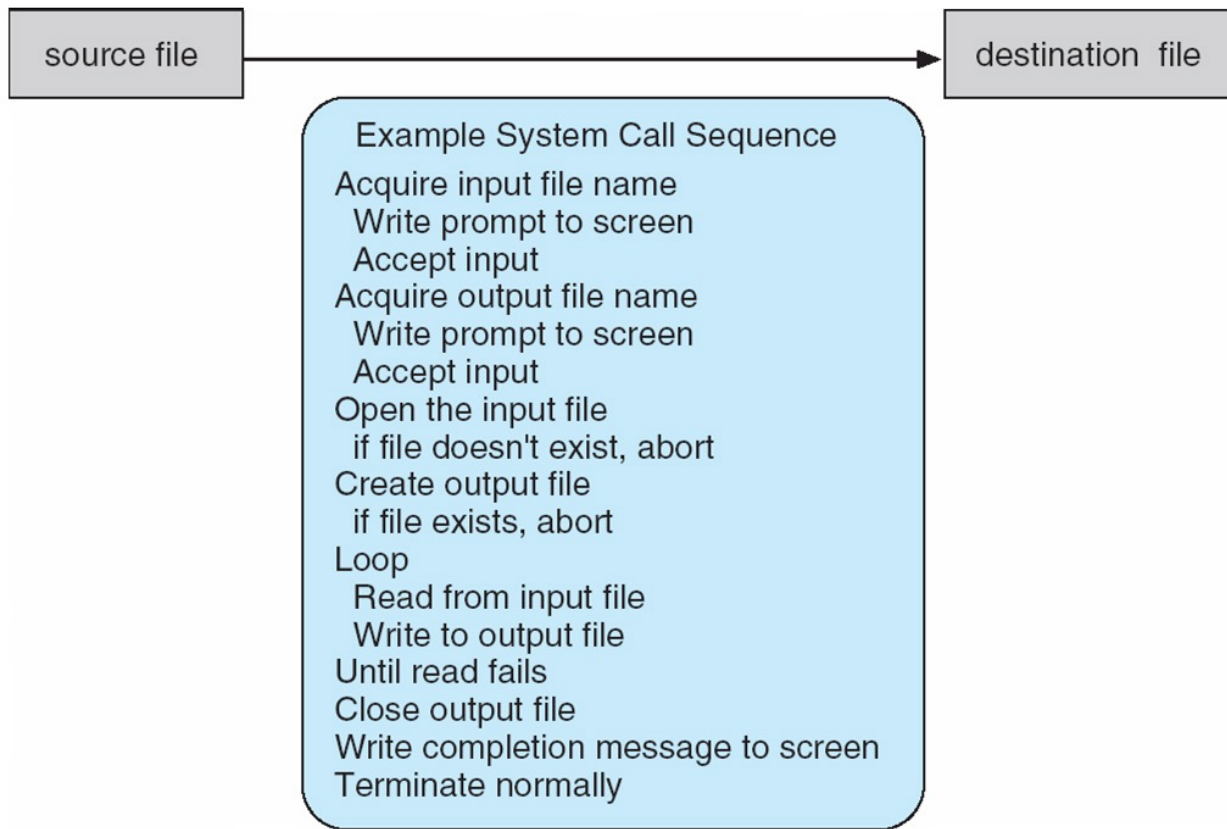 source file
destination file
Example System Call Sequence
Acquire input file name
Write prompt to screen
Accept input
Acquire output file name
Write prompt to screen
Accept input
Open the input file
if file doesn't exist, abort
Create output file
if file exists, abort
Loop
Read from input file
Write to output file
Until read fails
Close output file
Write completion message to screen
Terminate normally